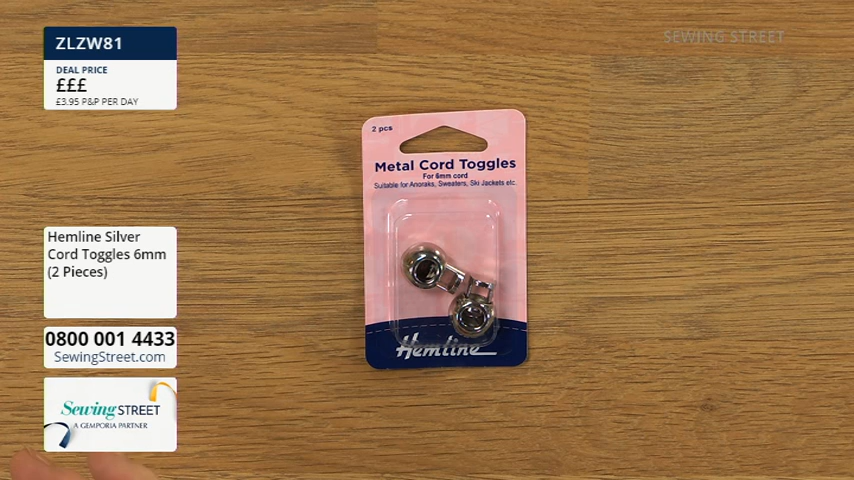 ZLZW81
DEAL PRICE
£££
£3.95 P&P PER DAY
SEWING STREET
2 pcs
Metal Cord Toggles
For 6mm cord
Suitable for Anoraks, Sweaters, Ski Jackets etc.
Hemline
Hemline Silver
Cord Toggles 6mm
(2 Pieces)
0800 001 4433
SewingStreet.com
Sewing STREET
A GEMPORIA PARTNER